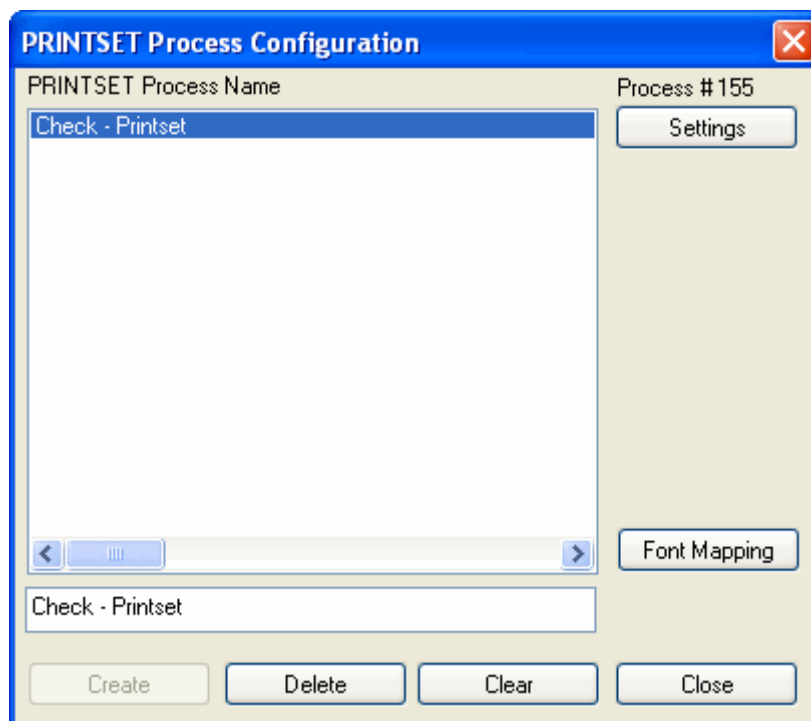 PRINTSET Process Configuration
PRINTSET Process Name
Process # 155
Check - Printset
Settings
Font Mapping
Check - Printset
Create
Delete
Clear
Close